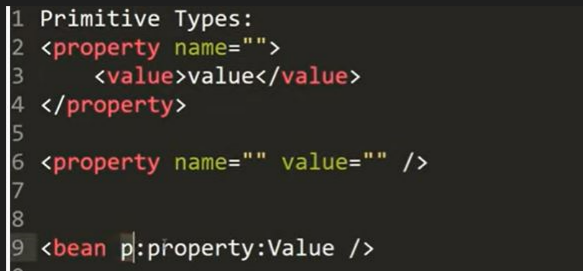 1 Primitive Types:
2 <property name="">
3     <value>value</value>
4 </property>
5
6 <property name="" value="" />
7
8
9 <bean p:property:Value />